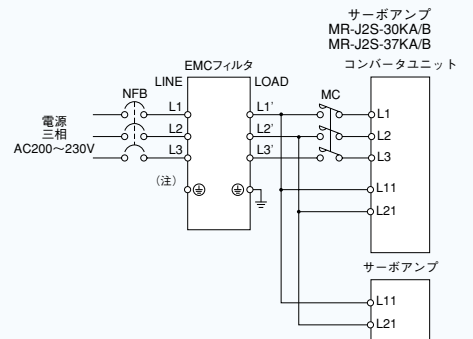 サーボアンプ
MR-J2S-30KA/B
MR-J2S-37KA/B
コンバータユニット
EMCフィルタ
LINE
LOAD
NFB
MC
電源
三相
AC200～230V
L1
L2
L3
L1'
L2'
L3'
L1
L2
L3
(注)
L11
L21
サーボアンプ
L11
L21